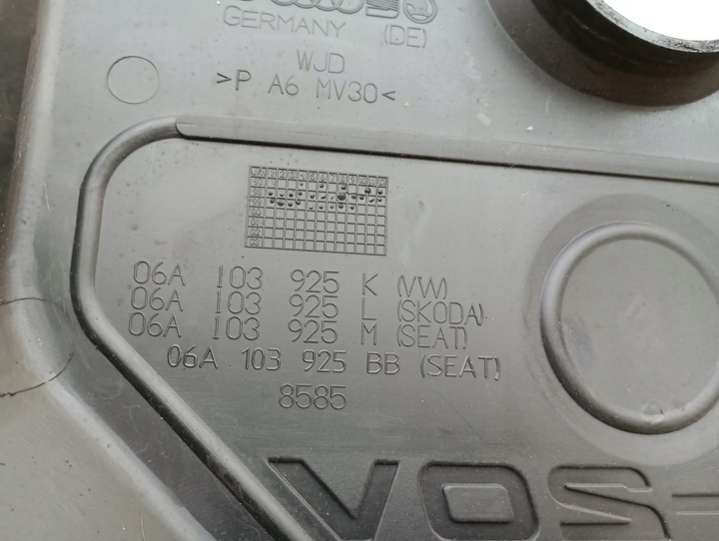 GERMANY (DE)
WJD
>P A6 MV30<
06A 103 925 K (VW)
06A 103 925 L (SKODA)
06A 103 925 M (SEAT)
06A 103 925 BB (SEAT)
8585
VOS